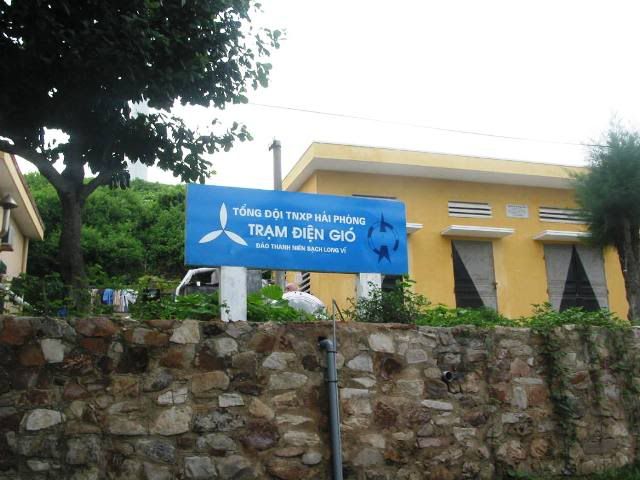 TỔNG ĐỘI TNXP HẢI PHÒNG
TRẠM ĐIỆN GIÓ
ĐẢO THANH NIÊN BẠCH LONG VĨ